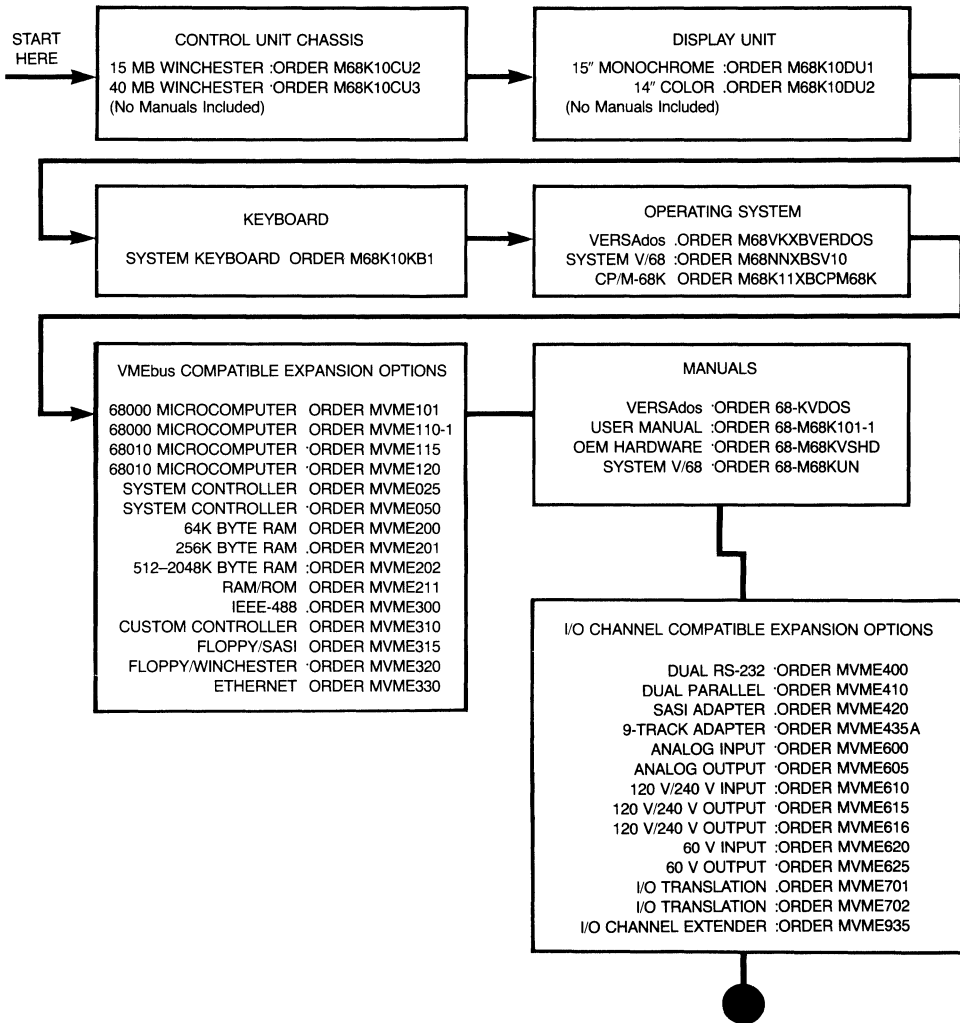 START
HERE
CONTROL UNIT CHASSIS
15 MB WINCHESTER :ORDER M68K10CU2
40 MB WINCHESTER ·ORDER M68K10CU3
(No Manuals Included)
DISPLAY UNIT
15″ MONOCHROME :ORDER M68K10DU1
14″ COLOR .ORDER M68K10DU2
(No Manuals Included)
KEYBOARD
SYSTEM KEYBOARD ORDER M68K10KB1
OPERATING SYSTEM
VERSAdos .ORDER M68VKXBVERDOS
SYSTEM V/68 :ORDER M68NNXBSV10
CP/M-68K ORDER M68K11XBCPM68K
VMEbus COMPATIBLE EXPANSION OPTIONS
68000 MICROCOMPUTER ORDER MVME101
68000 MICROCOMPUTER ORDER MVME110-1
68010 MICROCOMPUTER ·ORDER MVME115
68010 MICROCOMPUTER ·ORDER MVME120
SYSTEM CONTROLLER ORDER MVME025
SYSTEM CONTROLLER ·ORDER MVME050
64K BYTE RAM ORDER MVME200
256K BYTE RAM .ORDER MVME201
512–2048K BYTE RAM :ORDER MVME202
RAM/ROM ORDER MVME211
IEEE-488 .ORDER MVME300
CUSTOM CONTROLLER ORDER MVME310
FLOPPY/SASI ORDER MVME315
FLOPPY/WINCHESTER ·ORDER MVME320
ETHERNET ORDER MVME330
MANUALS
VERSAdos ·ORDER 68-KVDOS
USER MANUAL :ORDER 68-M68K101-1
OEM HARDWARE ·ORDER 68-M68KVSHD
SYSTEM V/68 ·ORDER 68-M68KUN
I/O CHANNEL COMPATIBLE EXPANSION OPTIONS
DUAL RS-232 ·ORDER MVME400
DUAL PARALLEL ·ORDER MVME410
SASI ADAPTER .ORDER MVME420
9-TRACK ADAPTER ·ORDER MVME435A
ANALOG INPUT ·ORDER MVME600
ANALOG OUTPUT ·ORDER MVME605
120 V/240 V INPUT :ORDER MVME610
120 V/240 V OUTPUT :ORDER MVME615
120 V/240 V OUTPUT :ORDER MVME616
60 V INPUT :ORDER MVME620
60 V OUTPUT ·ORDER MVME625
I/O TRANSLATION .ORDER MVME701
I/O TRANSLATION :ORDER MVME702
I/O CHANNEL EXTENDER :ORDER MVME935